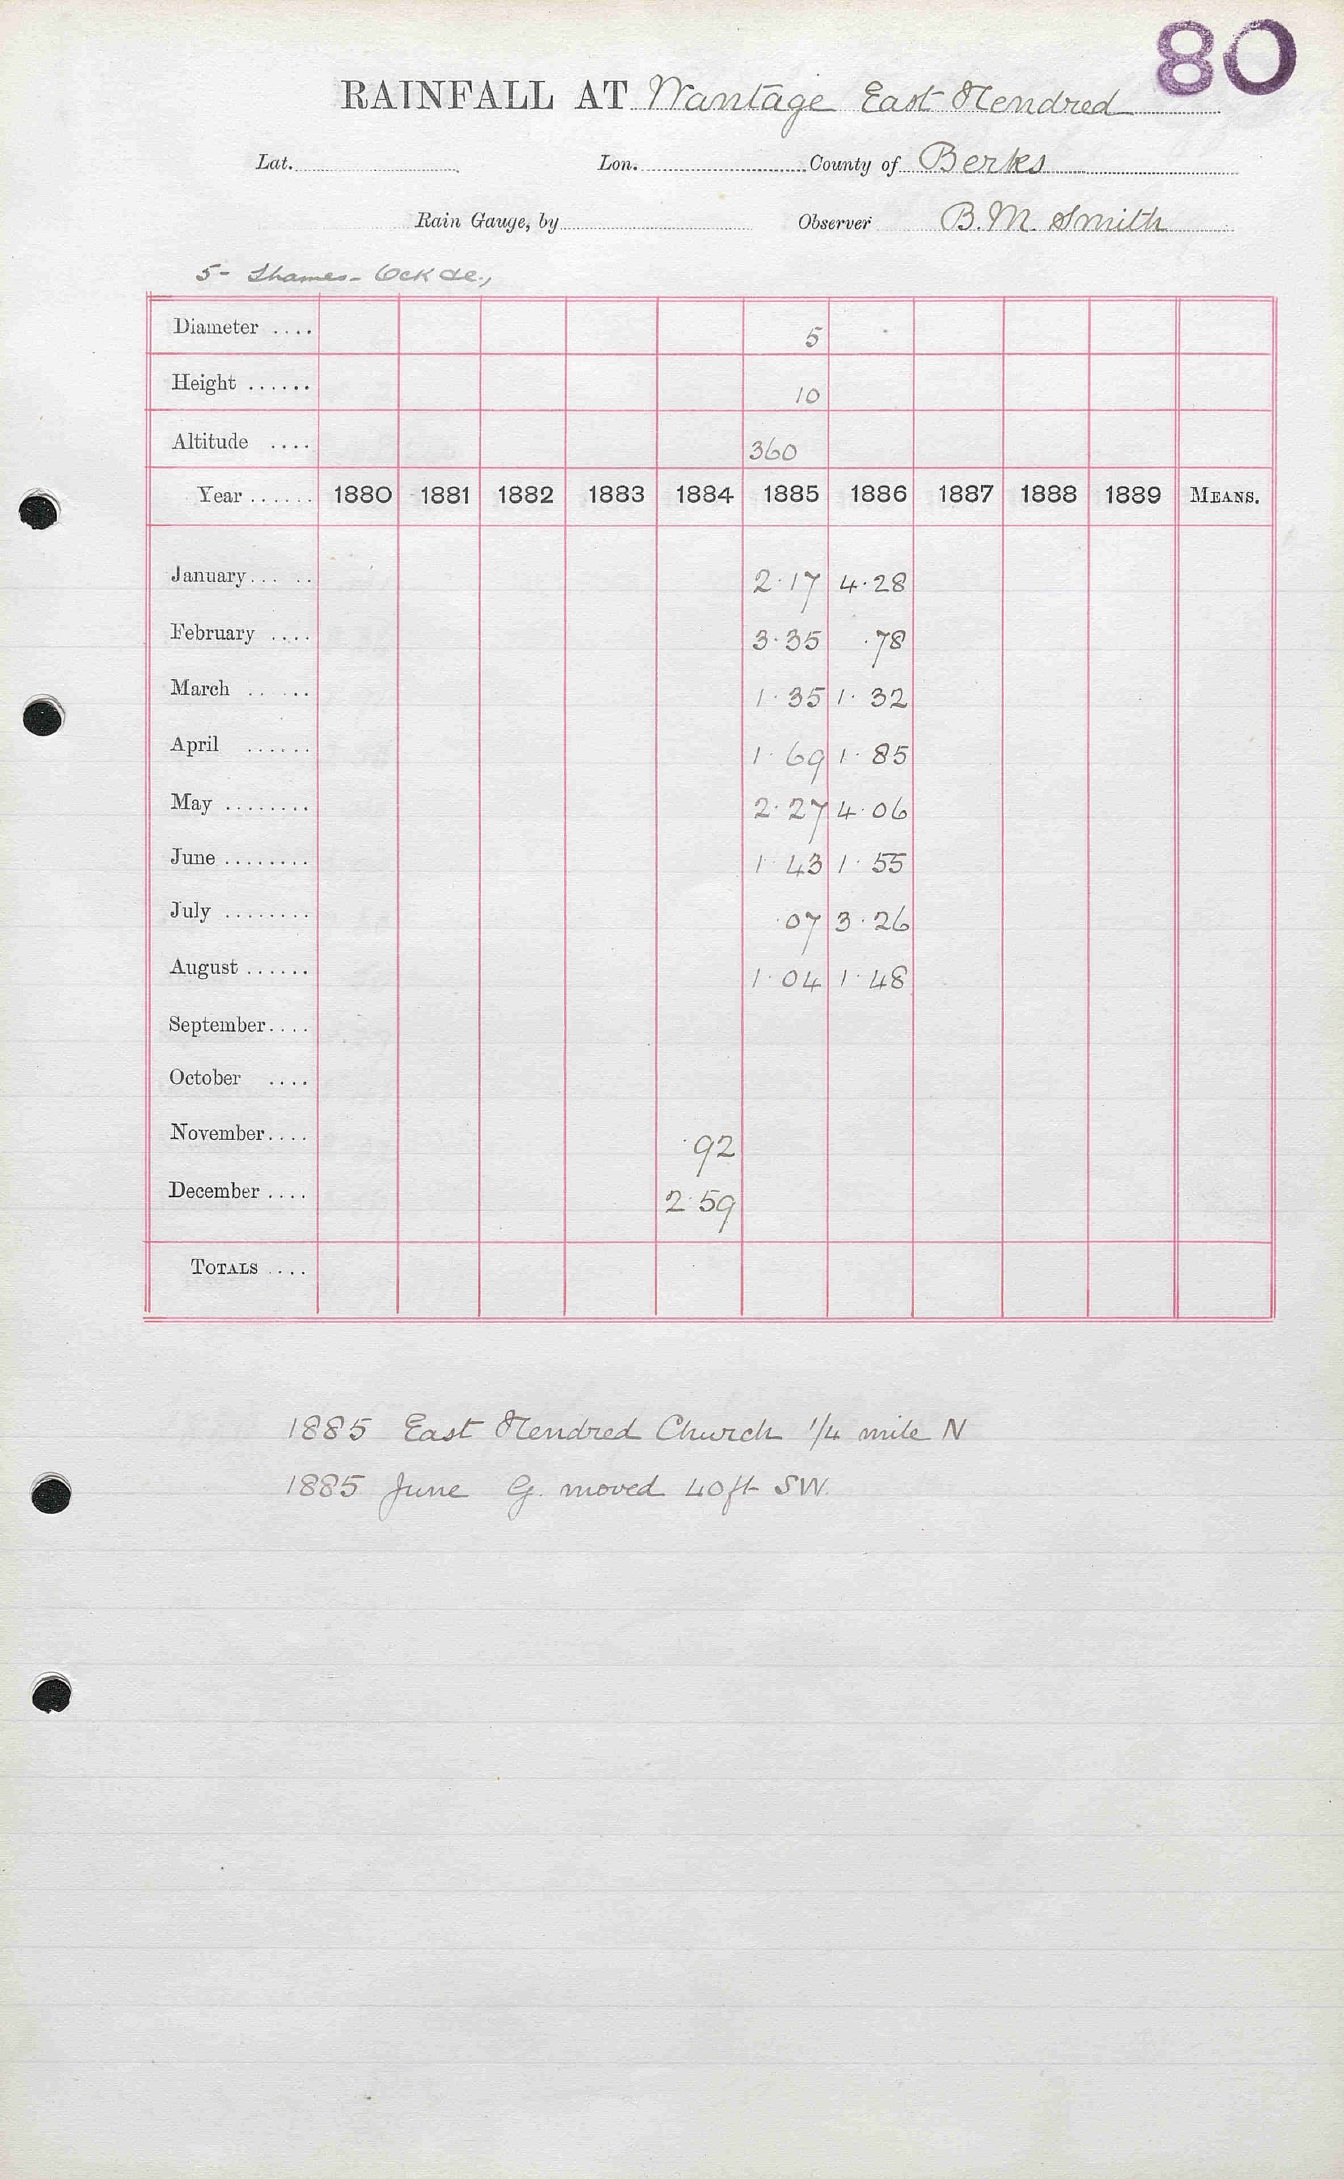 80
RAINFALL AT Wantage East Hendred
Lat. Lon. County of Berks
Rain Gauge, by Observer B.M. Smith
5- Thames - Ock &c.,
Diameter .... 5
Height ...... 10
Altitude .... 360
Year ...... 1880 1881 1882 1883 1884 1885 1886 1887 1888 1889 MEANS.
January... .. 2.17 4.28
February .... 3.35 .78
March .. ... 1.35 1.32
April ...... 1.69 1.85
May ........ 2.27 4.06
June ........ 1.43 1.55
July ........ .07 3.26
August ...... 1.04 1.48
September....
October ....
November.... .92
December .... 2.59
TOTALS ....
1885 East Hendred Church 1/4 mile N
1885 June G. moved 40ft SW.